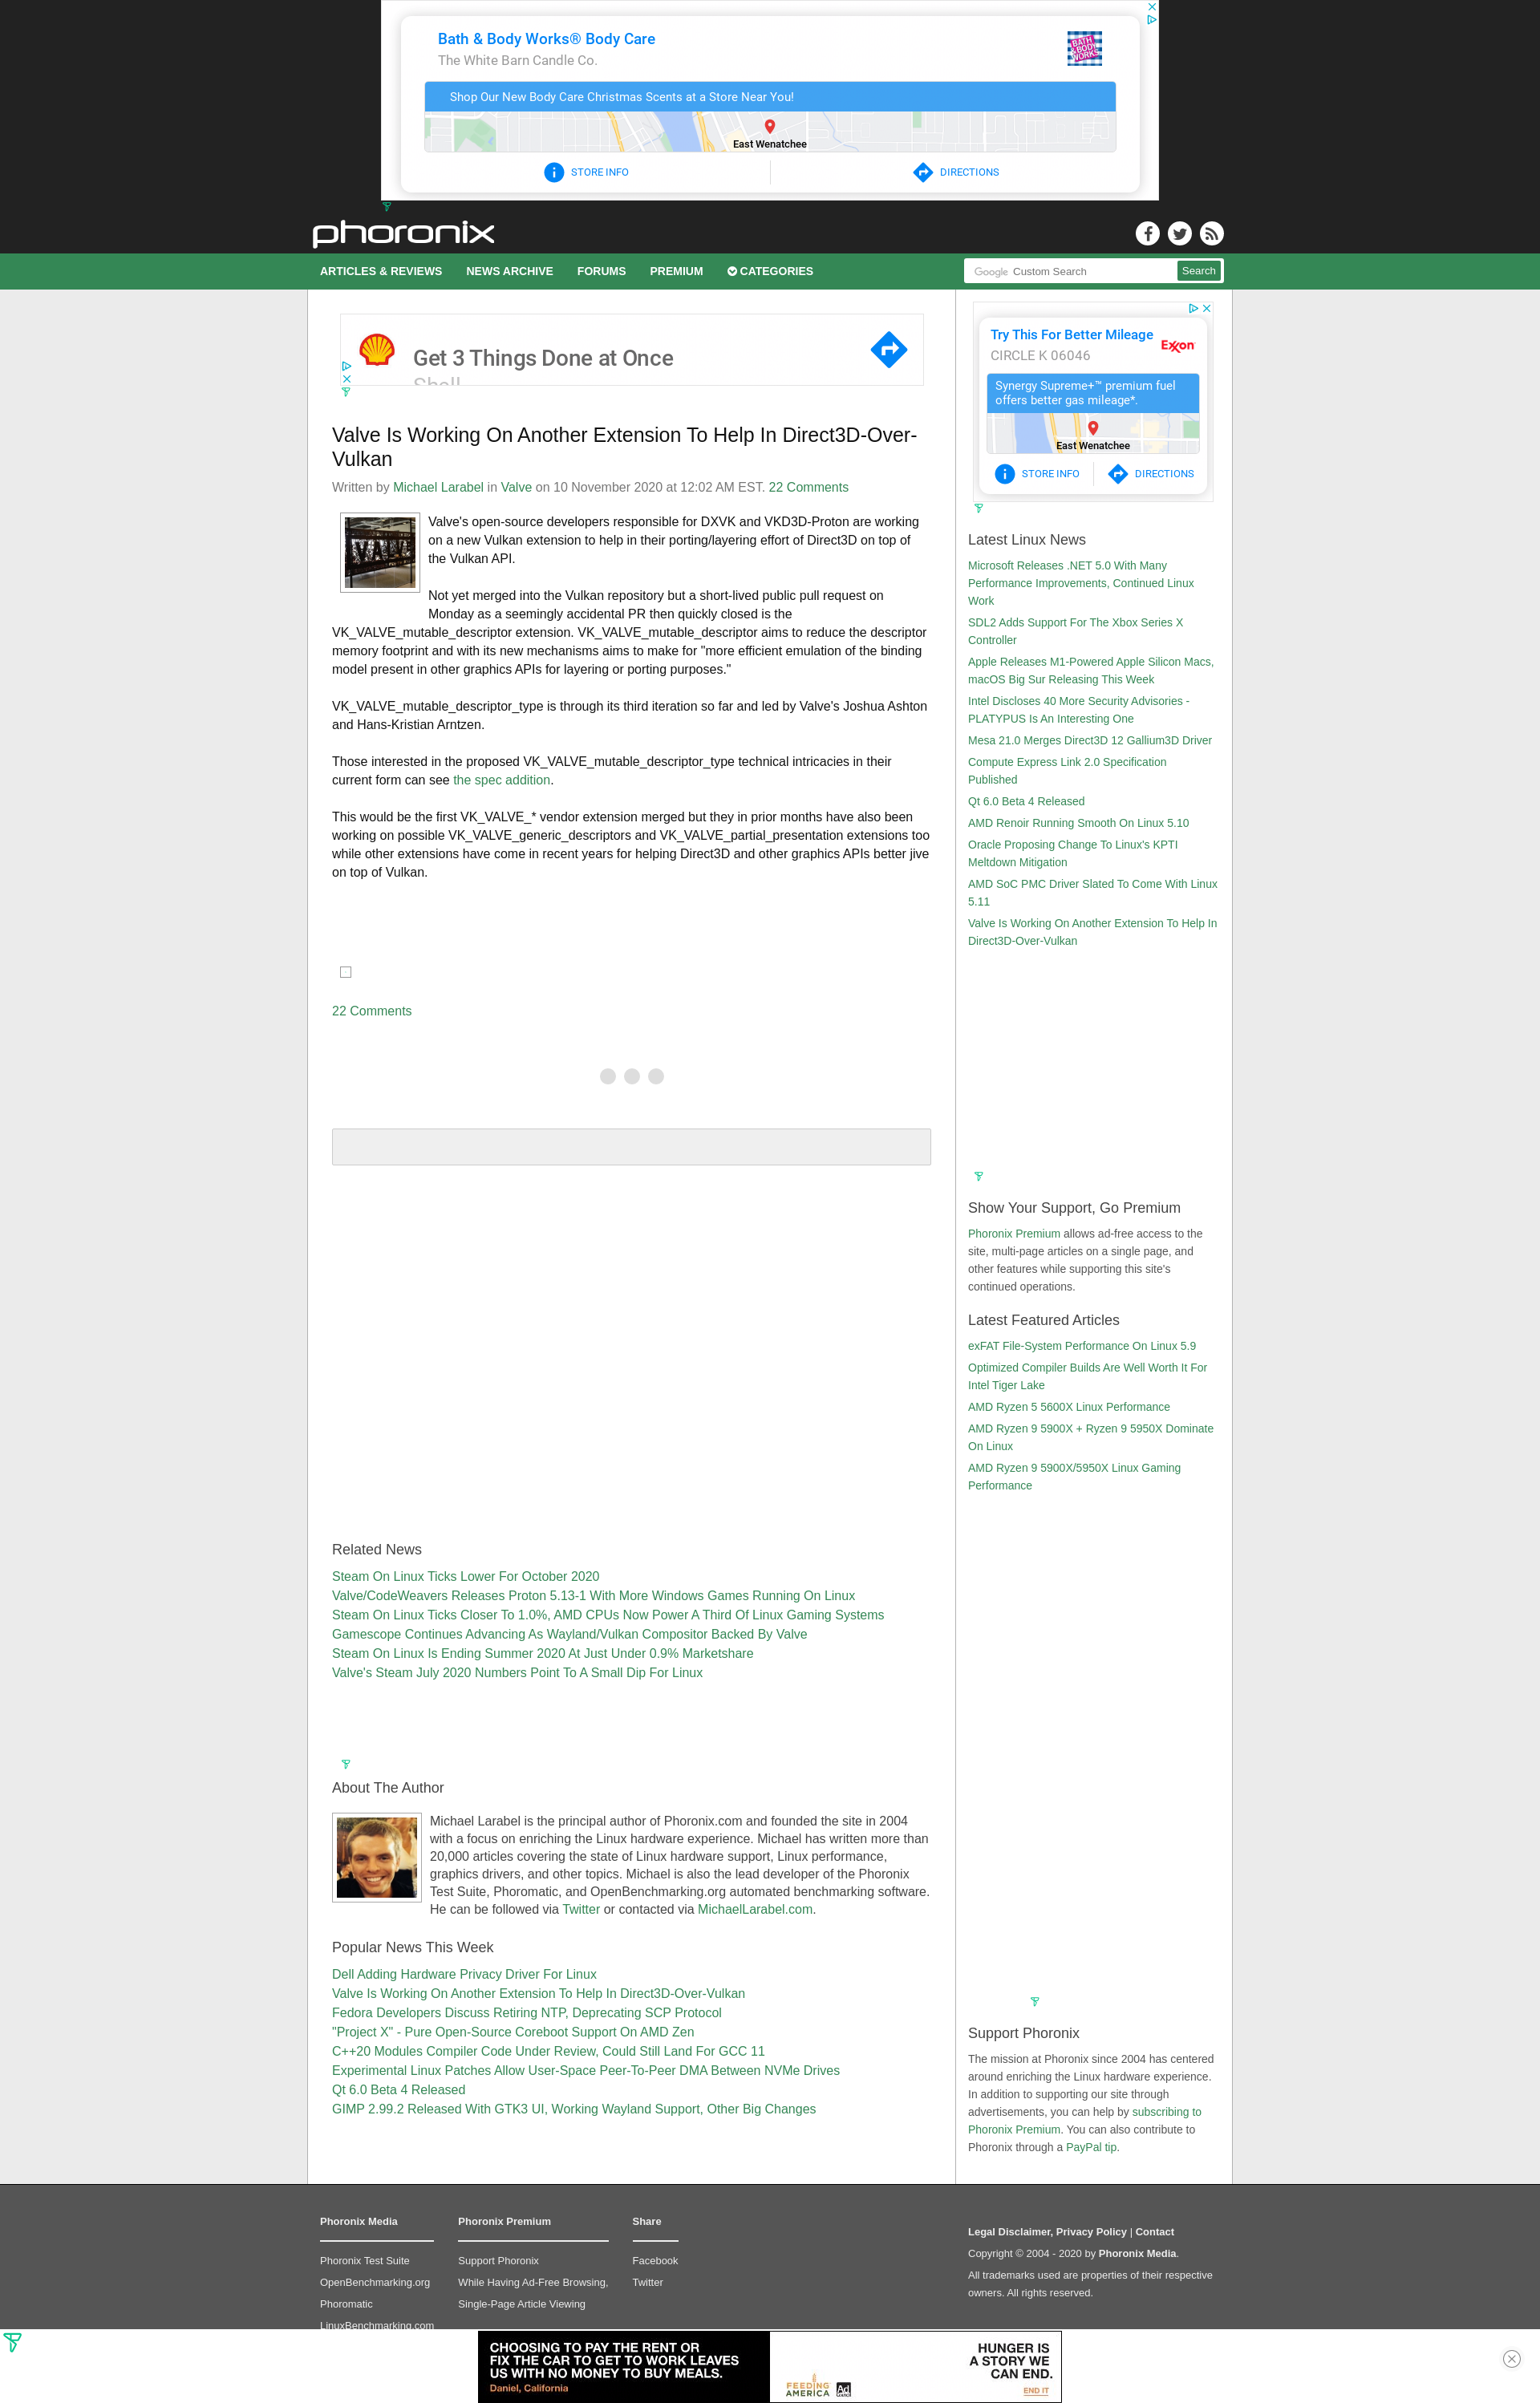 Bath & Body Works® Body Care
The White Barn Candle Co.
BATH
&BODY
WORKS
Shop Our New Body Care Christmas Scents at a Store Near You!
East Wenatchee
STORE INFO
DIRECTIONS
phoronix
ARTICLES & REVIEWS
NEWS ARCHIVE
FORUMS
PREMIUM
CATEGORIES
Google Custom Search
Search
Get 3 Things Done at Once
Shell
Valve Is Working On Another Extension To Help In Direct3D-Over-
Vulkan
Written by Michael Larabel in Valve on 10 November 2020 at 12:02 AM EST. 22 Comments
VALVE
Valve's open-source developers responsible for DXVK and VKD3D-Proton are working
on a new Vulkan extension to help in their porting/layering effort of Direct3D on top of
the Vulkan API.
Not yet merged into the Vulkan repository but a short-lived public pull request on
Monday as a seemingly accidental PR then quickly closed is the
VK_VALVE_mutable_descriptor extension. VK_VALVE_mutable_descriptor aims to reduce the descriptor
memory footprint and with its new mechanisms aims to make for "more efficient emulation of the binding
model present in other graphics APIs for layering or porting purposes."
VK_VALVE_mutable_descriptor_type is through its third iteration so far and led by Valve's Joshua Ashton
and Hans-Kristian Arntzen.
Those interested in the proposed VK_VALVE_mutable_descriptor_type technical intricacies in their
current form can see the spec addition.
This would be the first VK_VALVE_* vendor extension merged but they in prior months have also been
working on possible VK_VALVE_generic_descriptors and VK_VALVE_partial_presentation extensions too
while other extensions have come in recent years for helping Direct3D and other graphics APIs better jive
on top of Vulkan.
22 Comments
Related News
Steam On Linux Ticks Lower For October 2020
Valve/CodeWeavers Releases Proton 5.13-1 With More Windows Games Running On Linux
Steam On Linux Ticks Closer To 1.0%, AMD CPUs Now Power A Third Of Linux Gaming Systems
Gamescope Continues Advancing As Wayland/Vulkan Compositor Backed By Valve
Steam On Linux Is Ending Summer 2020 At Just Under 0.9% Marketshare
Valve's Steam July 2020 Numbers Point To A Small Dip For Linux
About The Author
Michael Larabel is the principal author of Phoronix.com and founded the site in 2004
with a focus on enriching the Linux hardware experience. Michael has written more than
20,000 articles covering the state of Linux hardware support, Linux performance,
graphics drivers, and other topics. Michael is also the lead developer of the Phoronix
Test Suite, Phoromatic, and OpenBenchmarking.org automated benchmarking software.
He can be followed via Twitter or contacted via MichaelLarabel.com.
Popular News This Week
Dell Adding Hardware Privacy Driver For Linux
Valve Is Working On Another Extension To Help In Direct3D-Over-Vulkan
Fedora Developers Discuss Retiring NTP, Deprecating SCP Protocol
"Project X" - Pure Open-Source Coreboot Support On AMD Zen
C++20 Modules Compiler Code Under Review, Could Still Land For GCC 11
Experimental Linux Patches Allow User-Space Peer-To-Peer DMA Between NVMe Drives
Qt 6.0 Beta 4 Released
GIMP 2.99.2 Released With GTK3 UI, Working Wayland Support, Other Big Changes
Try This For Better Mileage
CIRCLE K 06046
Exxon
Synergy Supreme+™ premium fuel
offers better gas mileage*.
East Wenatchee
STORE INFO
DIRECTIONS
Latest Linux News
Microsoft Releases .NET 5.0 With Many
Performance Improvements, Continued Linux
Work
SDL2 Adds Support For The Xbox Series X
Controller
Apple Releases M1-Powered Apple Silicon Macs,
macOS Big Sur Releasing This Week
Intel Discloses 40 More Security Advisories -
PLATYPUS Is An Interesting One
Mesa 21.0 Merges Direct3D 12 Gallium3D Driver
Compute Express Link 2.0 Specification
Published
Qt 6.0 Beta 4 Released
AMD Renoir Running Smooth On Linux 5.10
Oracle Proposing Change To Linux's KPTI
Meltdown Mitigation
AMD SoC PMC Driver Slated To Come With Linux
5.11
Valve Is Working On Another Extension To Help In
Direct3D-Over-Vulkan
Show Your Support, Go Premium
Phoronix Premium allows ad-free access to the
site, multi-page articles on a single page, and
other features while supporting this site's
continued operations.
Latest Featured Articles
exFAT File-System Performance On Linux 5.9
Optimized Compiler Builds Are Well Worth It For
Intel Tiger Lake
AMD Ryzen 5 5600X Linux Performance
AMD Ryzen 9 5900X + Ryzen 9 5950X Dominate
On Linux
AMD Ryzen 9 5900X/5950X Linux Gaming
Performance
Support Phoronix
The mission at Phoronix since 2004 has centered
around enriching the Linux hardware experience.
In addition to supporting our site through
advertisements, you can help by subscribing to
Phoronix Premium. You can also contribute to
Phoronix through a PayPal tip.
Phoronix Media
Phoronix Test Suite
OpenBenchmarking.org
Phoromatic
LinuxBenchmarking.com
Phoronix Premium
Support Phoronix
While Having Ad-Free Browsing,
Single-Page Article Viewing
Share
Facebook
Twitter
Legal Disclaimer, Privacy Policy | Contact
Copyright © 2004 - 2020 by Phoronix Media.
All trademarks used are properties of their respective
owners. All rights reserved.
CHOOSING TO PAY THE RENT OR
FIX THE CAR TO GET TO WORK LEAVES
US WITH NO MONEY TO BUY MEALS.
Daniel, California
FEEDING
AMERICA
Ad
HUNGER IS
A STORY WE
CAN END.
END IT